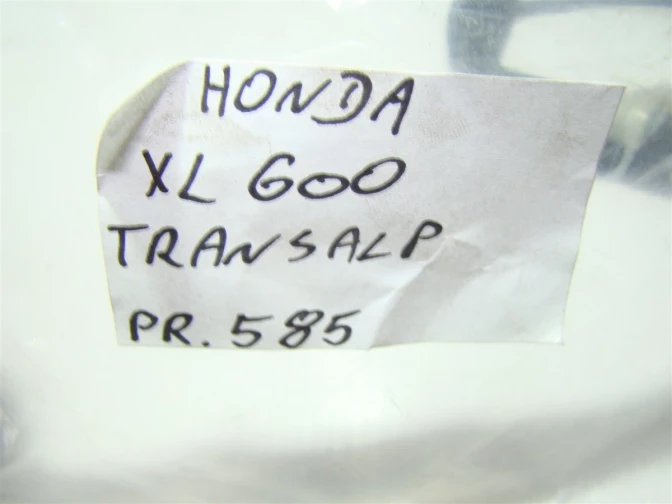 HONDA
XL 600
TRANSALP
PR. 585